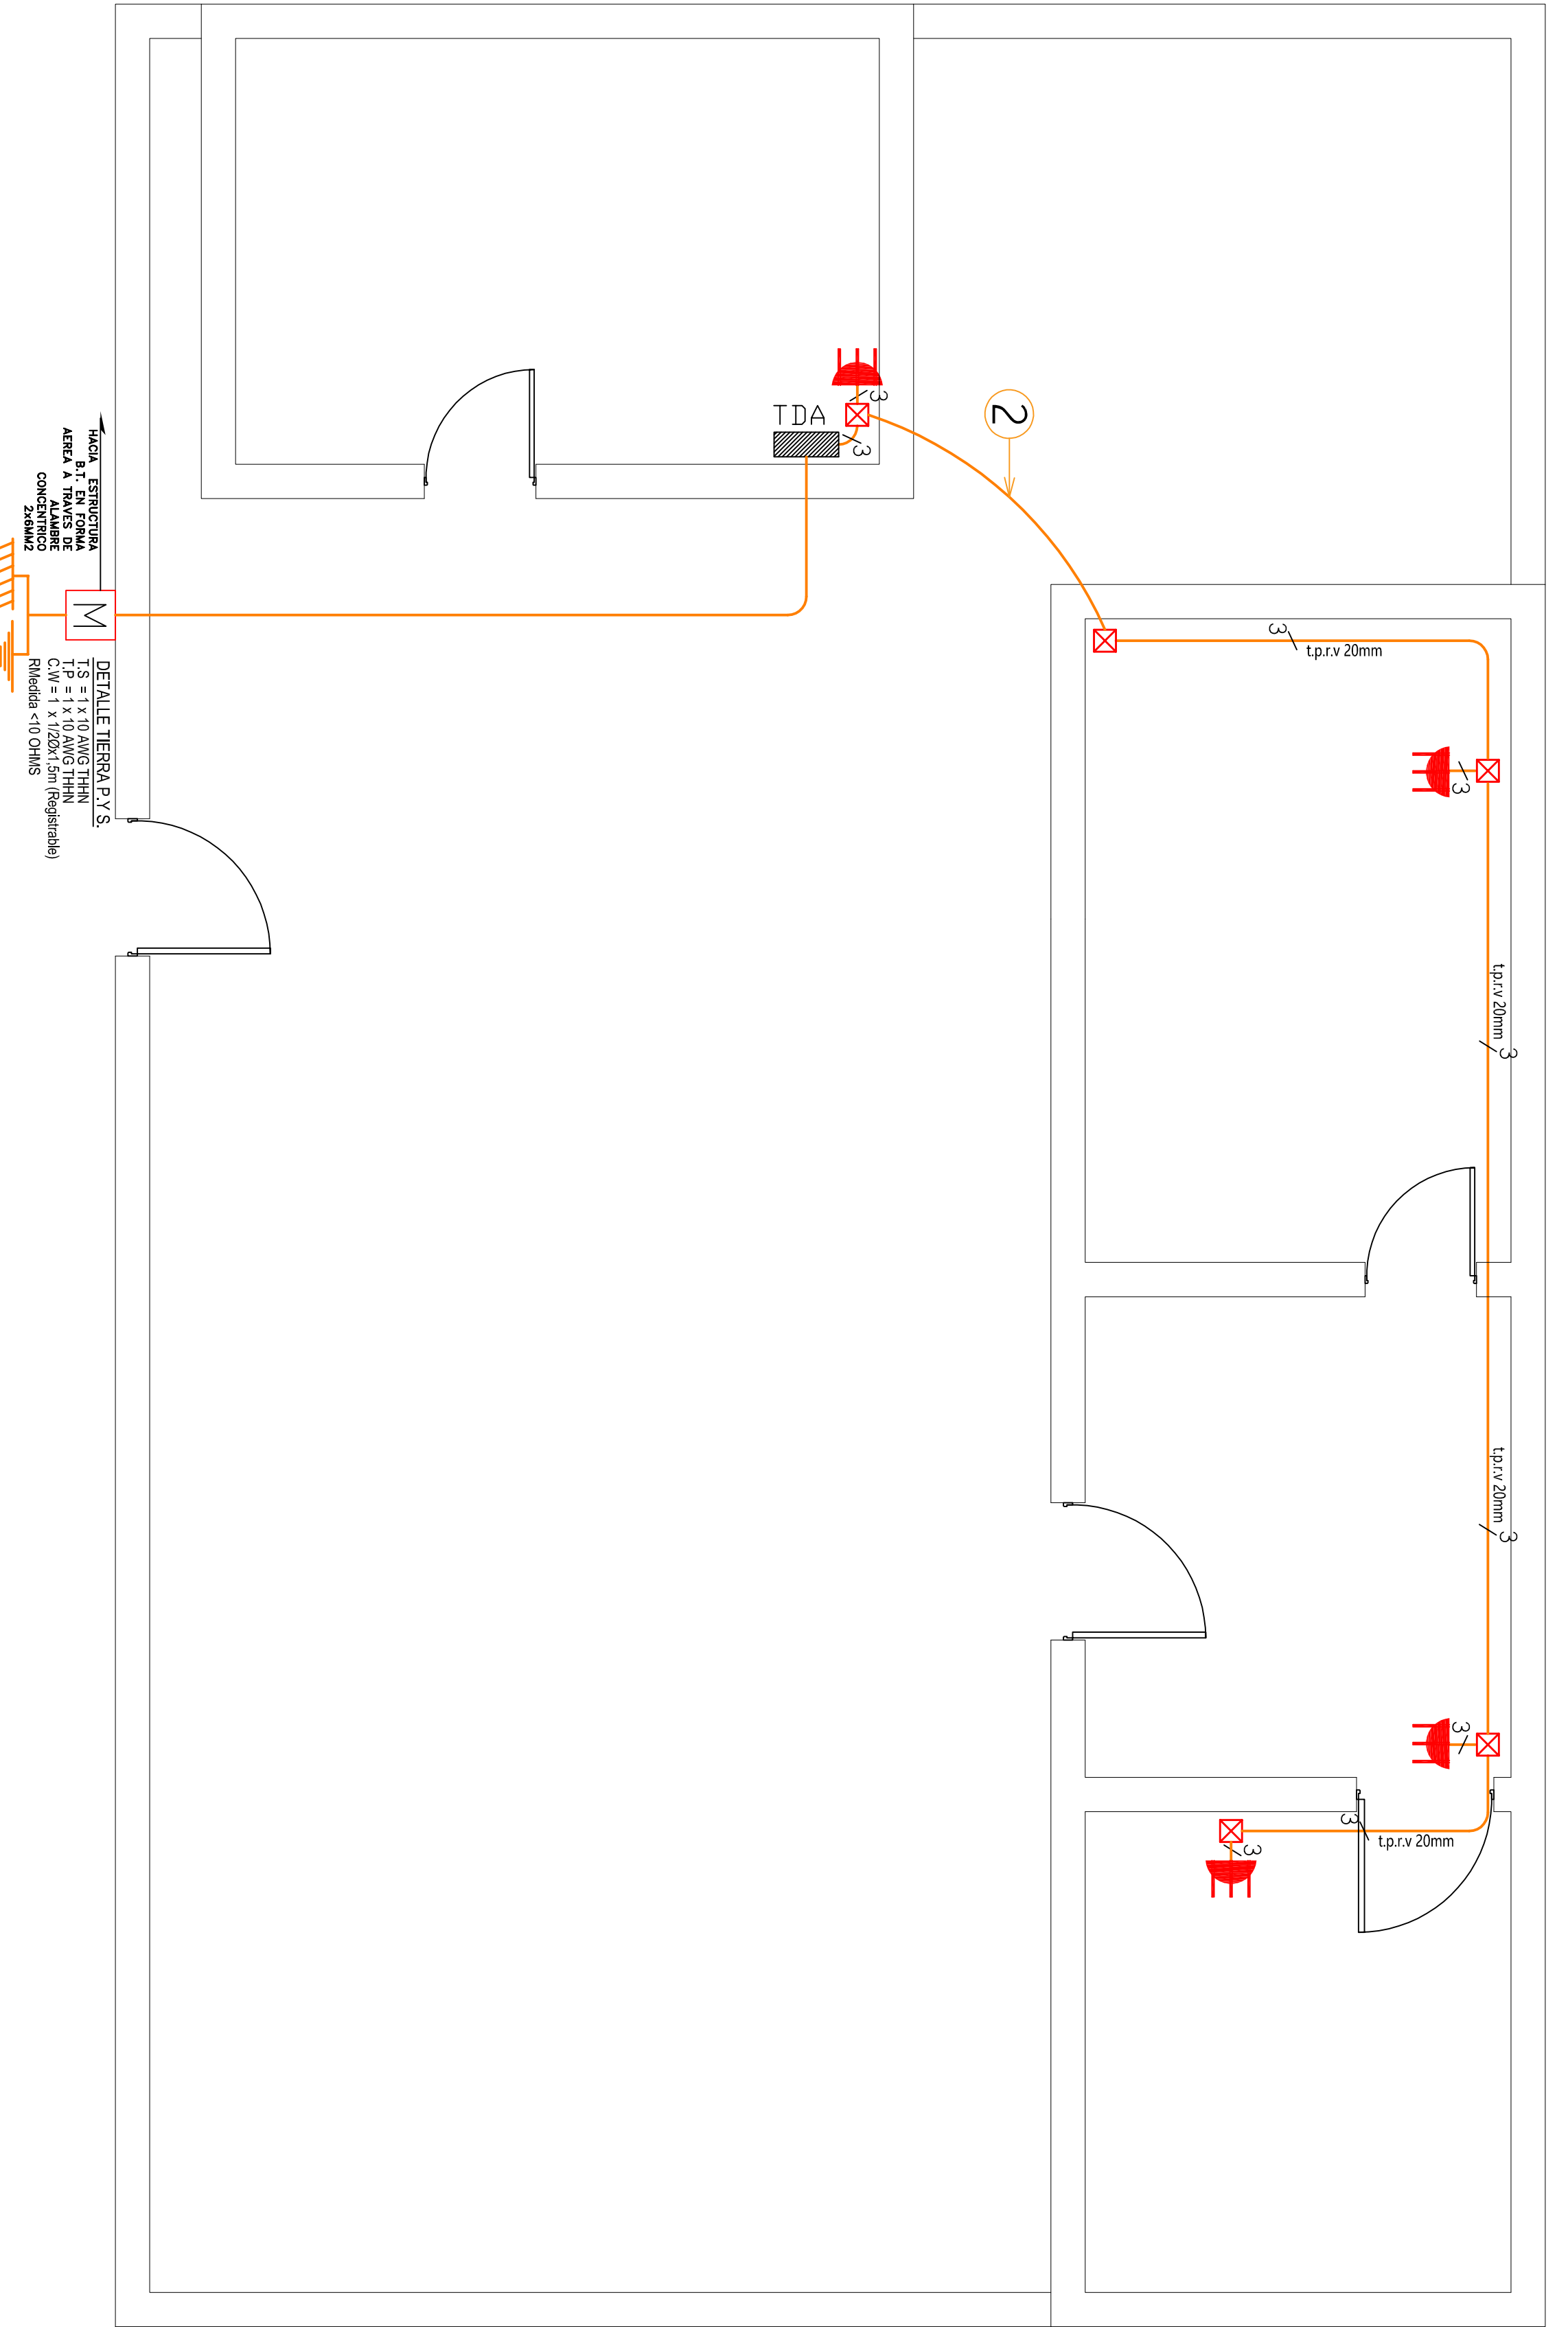 3
TDA
3
2
3
t.p.r.v 20mm
3
t.p.r.v 20mm
3
t.p.r.v 20mm
3
3
3
t.p.r.v 20mm
3
HACIA ESTRUCTURA
B.T. EN FORMA
AEREA A TRAVES DE
ALAMBRE
CONCENTRICO
2x6MM2
M
DETALLE TIERRA P.Y S.
T.S = 1 x 10 AWG THHN
T.P = 1 x 10 AWG THHN
C.W = 1 x 1/2Øx1,5m (Registrable)
RMedida <10 OHMS